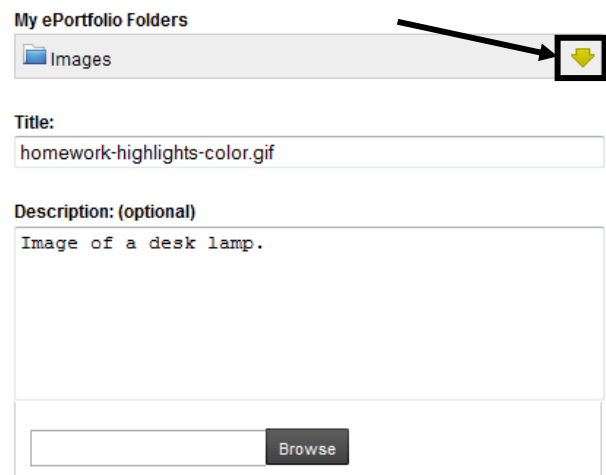 My ePortfolio Folders
Images
Title:
homework-highlights-color.gif
Description: (optional)
Image of a desk lamp.
Browse